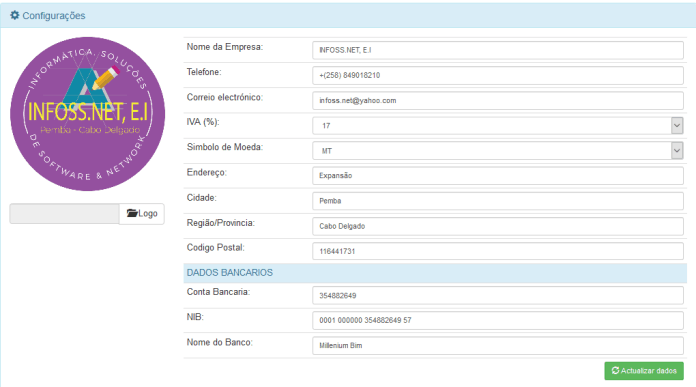 Configurações
INFORMÁTICA, SOLUÇÕES
INFOSS.NET, E.I
Pemba - Cabo Delgado
DE SOFTWARE & NETWORK
Logo
Nome da Empresa: INFOSS.NET, E.I
Telefone: +(258) 849018210
Correio electrónico: infoss.net@yahoo.com
IVA (%): 17
Simbolo de Moeda: MT
Endereço: Expansão
Cidade: Pemba
Região/Provincia: Cabo Delgado
Codigo Postal: 116441731
DADOS BANCARIOS
Conta Bancaria: 354882649
NIB: 0001 000000 354882649 57
Nome do Banco: Millenium Bim
Actualizar dados